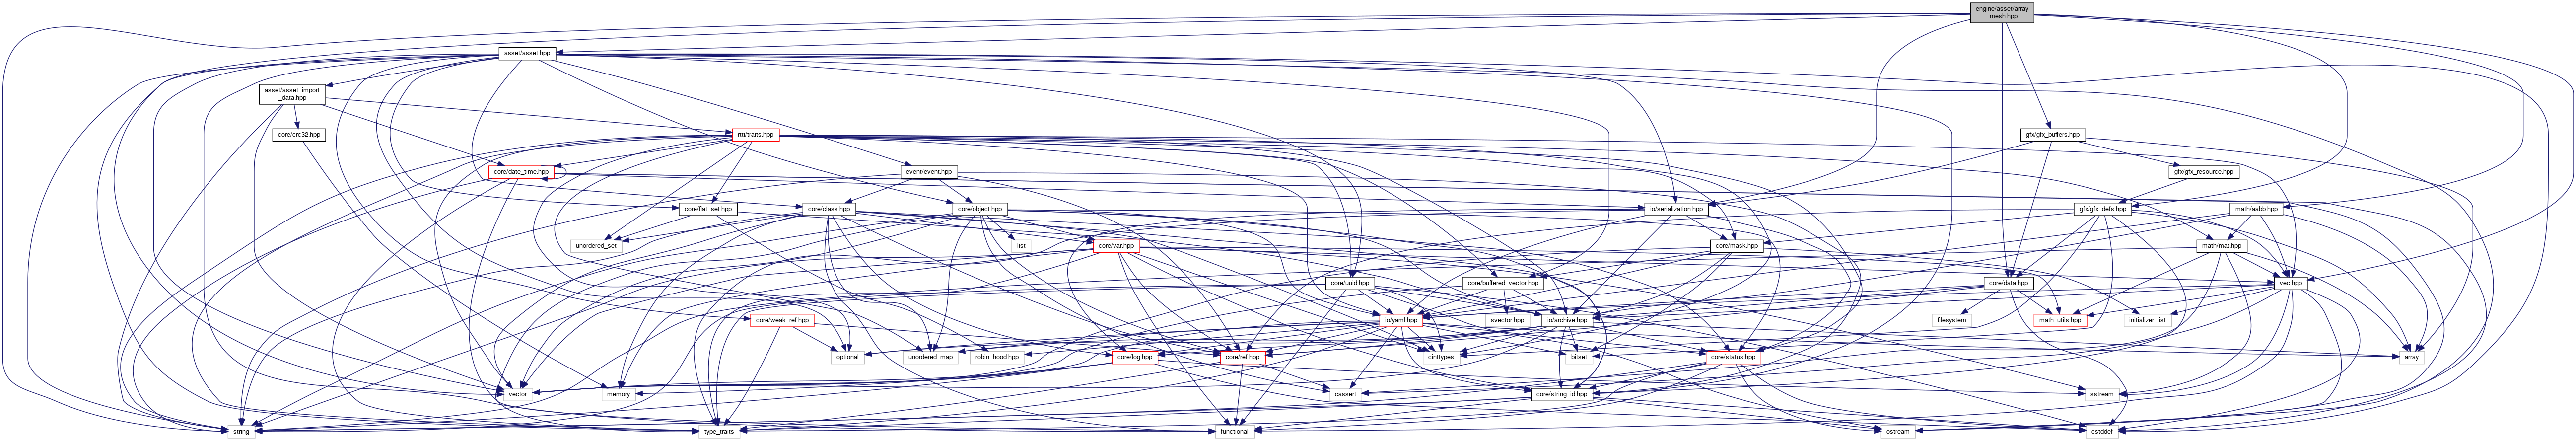 engine/asset/array
_mesh.hpp
asset/asset.hpp
asset/asset_import
_data.hpp
core/crc32.hpp
rtti/traits.hpp
gfx/gfx_buffers.hpp
core/date_time.hpp
event/event.hpp
gfx/gfx_resource.hpp
core/flat_set.hpp
core/class.hpp
core/object.hpp
io/serialization.hpp
gfx/gfx_defs.hpp
math/aabb.hpp
unordered_set
core/var.hpp
list
core/mask.hpp
math/mat.hpp
core/uuid.hpp
core/buffered_vector.hpp
core/data.hpp
vec.hpp
core/weak_ref.hpp
io/yaml.hpp
svector.hpp
io/archive.hpp
filesystem
math_utils.hpp
initializer_list
optional
unordered_map
robin_hood.hpp
core/log.hpp
core/ref.hpp
cinttypes
bitset
core/status.hpp
array
vector
memory
cassert
core/string_id.hpp
sstream
string
type_traits
functional
ostream
cstddef